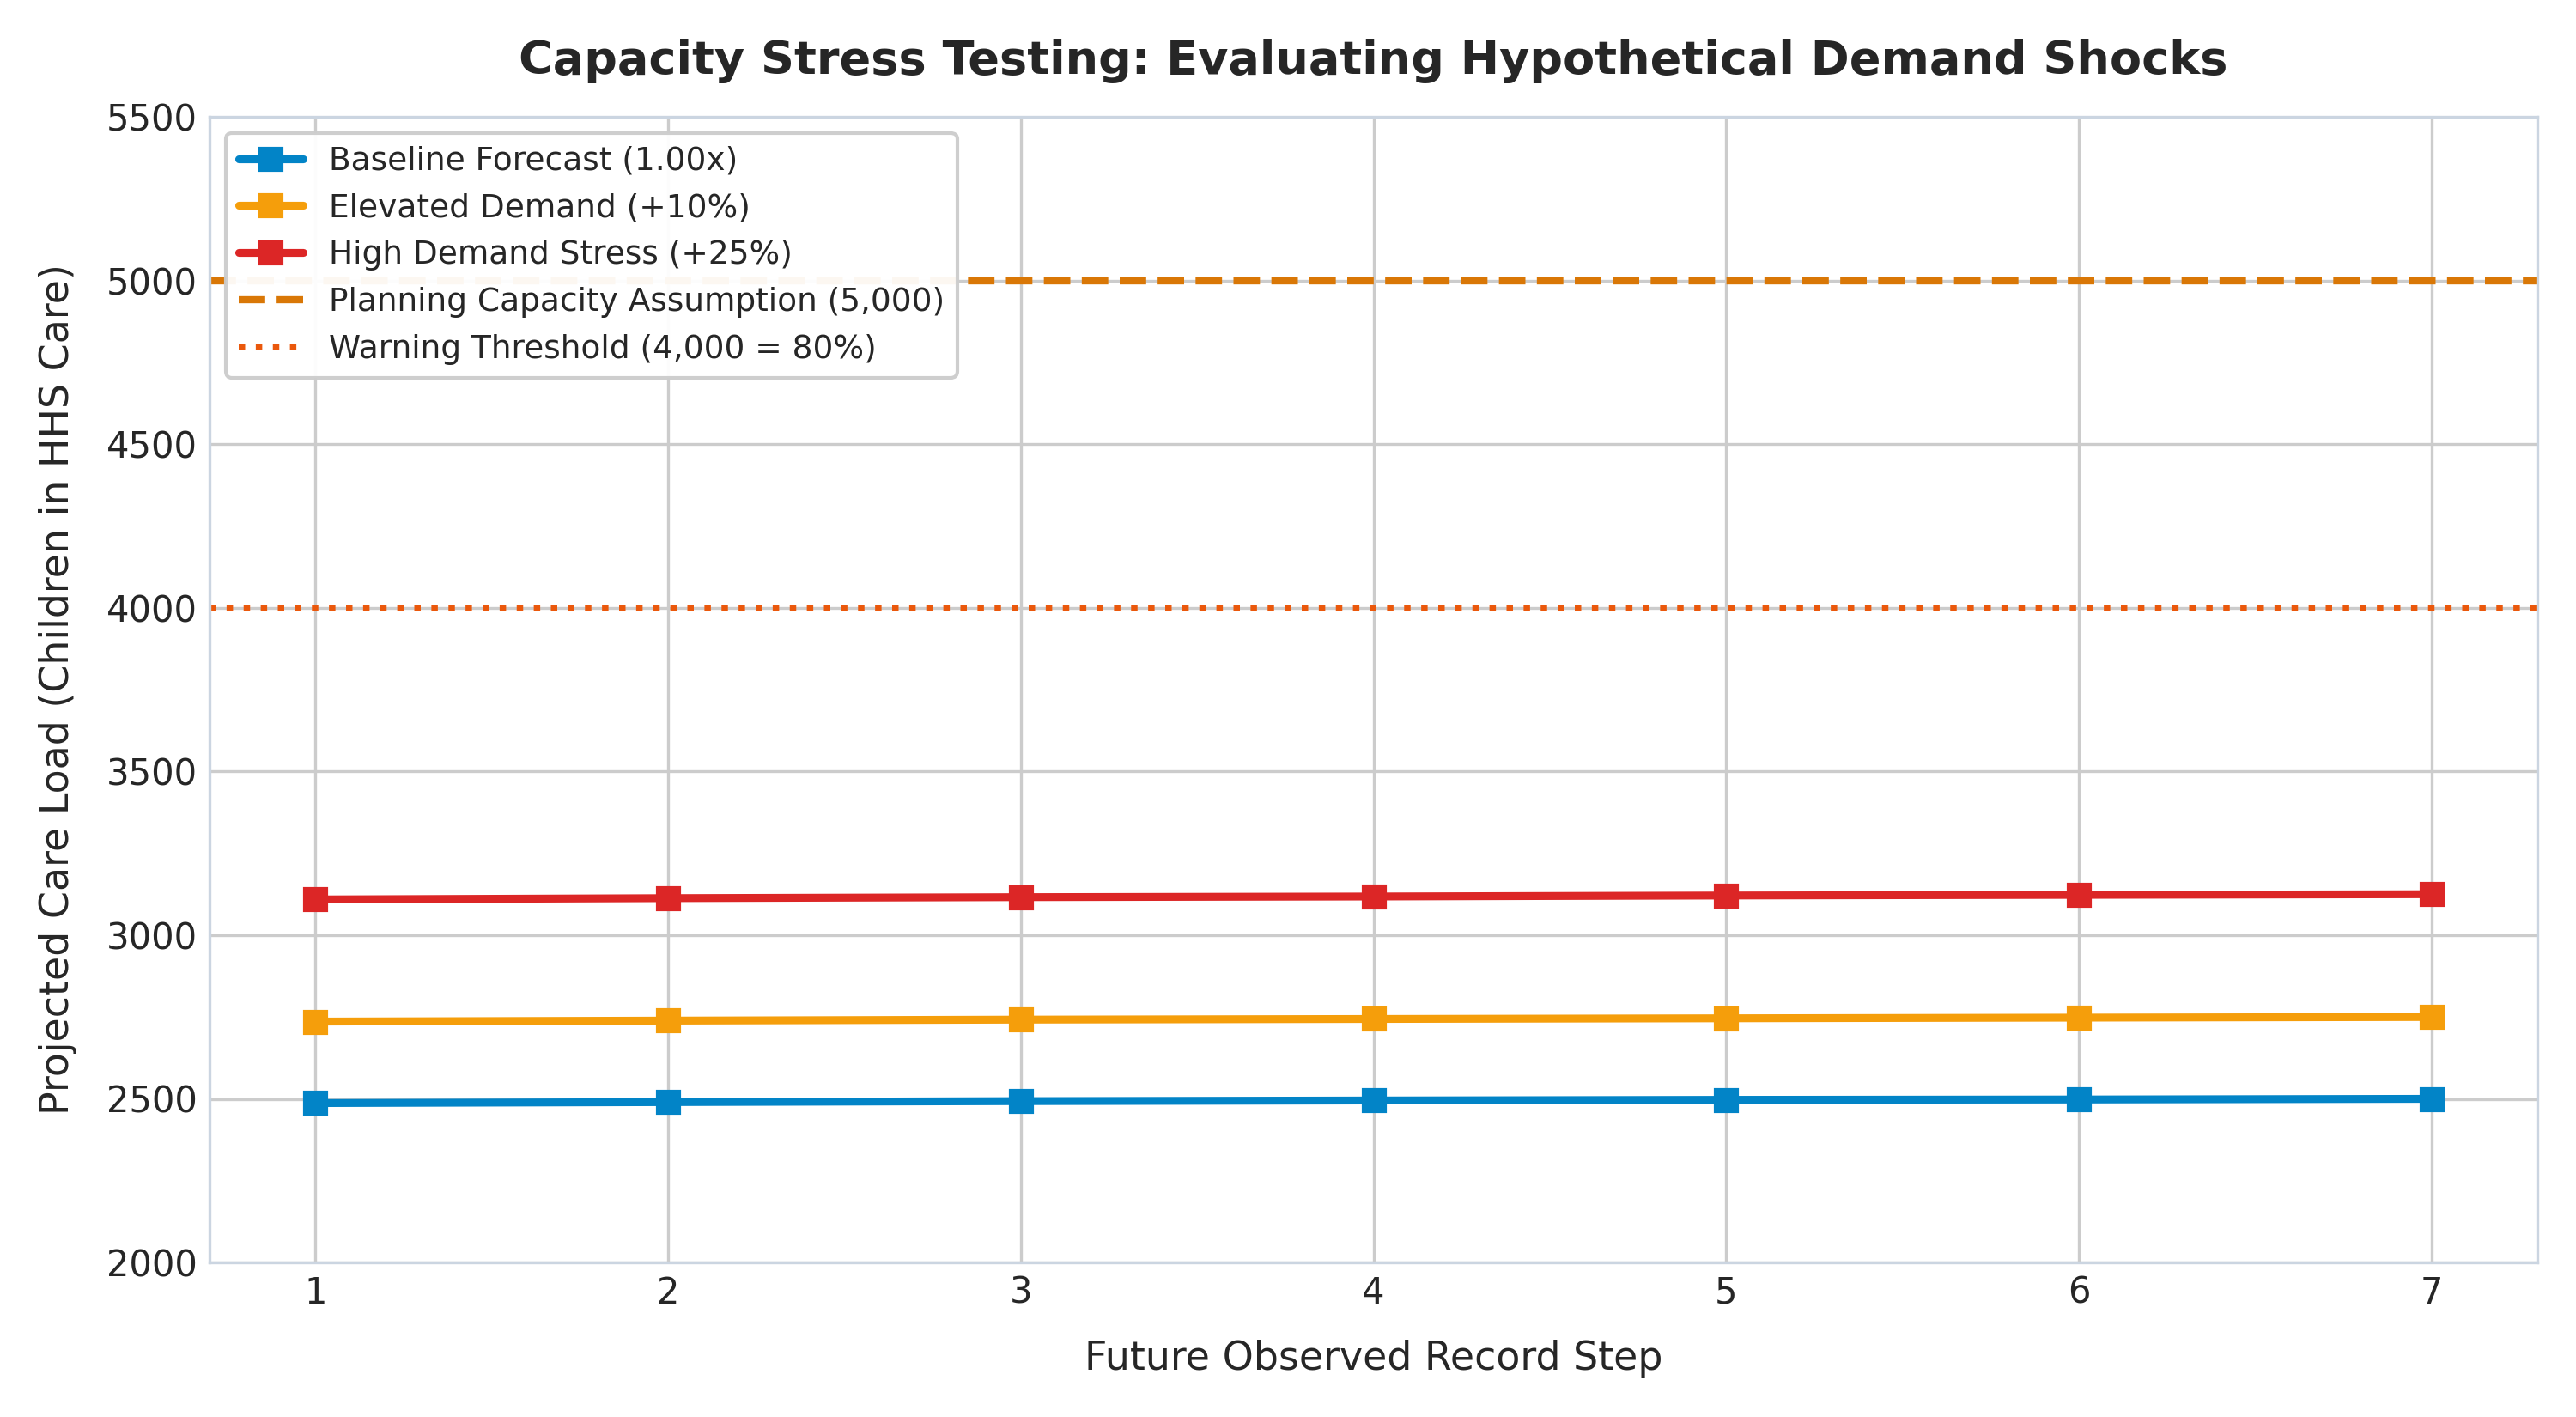 Capacity Stress Testing: Evaluating Hypothetical Demand Shocks
Projected Care Load (Children in HHS Care)
5500
5000
4500
4000
3500
3000
2500
2000
Baseline Forecast (1.00x)
Elevated Demand (+10%)
High Demand Stress (+25%)
Planning Capacity Assumption (5,000)
Warning Threshold (4,000 = 80%)
1 2 3 4 5 6 7
Future Observed Record Step